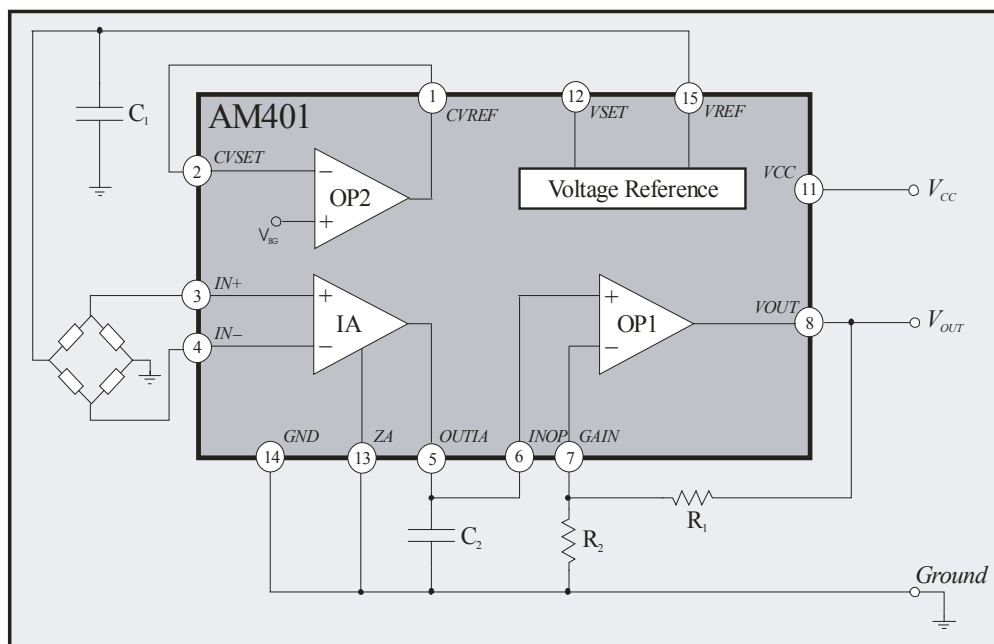 1
12
15
AM401
CVREF
VSET
VREF
C1
2
CVSET
VCC
11
VCC
Voltage Reference
−
OP2
+
VBG
3
IN+
+
IA
−
4
IN−
+
OP1
−
VOUT
8
VOUT
GND
ZA
OUTIA
INOP
GAIN
14
13
5
6
7
R1
C2
R2
Ground